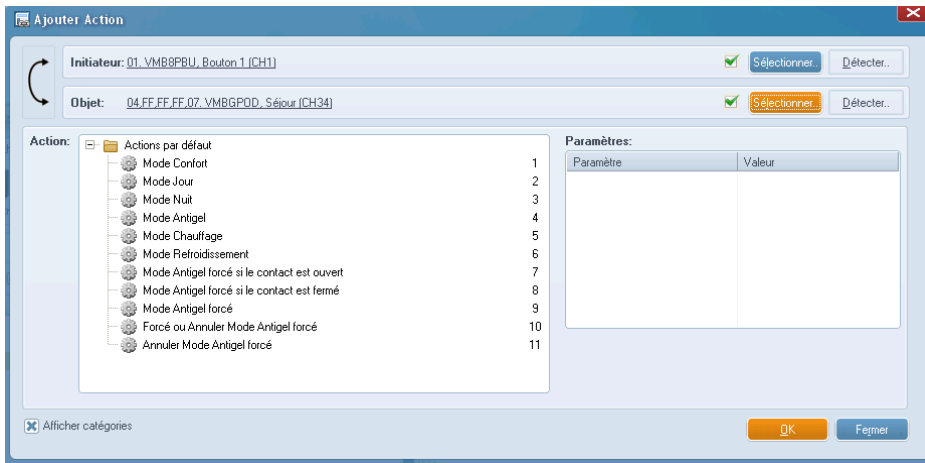 Ajouter Action
Initiateur: 01. VMB8PBU, Bouton 1 (CH1) Sélectionner.. Détecter..
Objet: 04,FF,FF,FF,07. VMBGPOD, Séjour (CH34) Sélectionner.. Détecter..
Action: Paramètres:
Actions par défaut Paramètre Valeur
Mode Confort 1
Mode Jour 2
Mode Nuit 3
Mode Antigel 4
Mode Chauffage 5
Mode Refroidissement 6
Mode Antigel forcé si le contact est ouvert 7
Mode Antigel forcé si le contact est fermé 8
Mode Antigel forcé 9
Forcé ou Annuler Mode Antigel forcé 10
Annuler Mode Antigel forcé 11
Afficher catégories OK Fermer